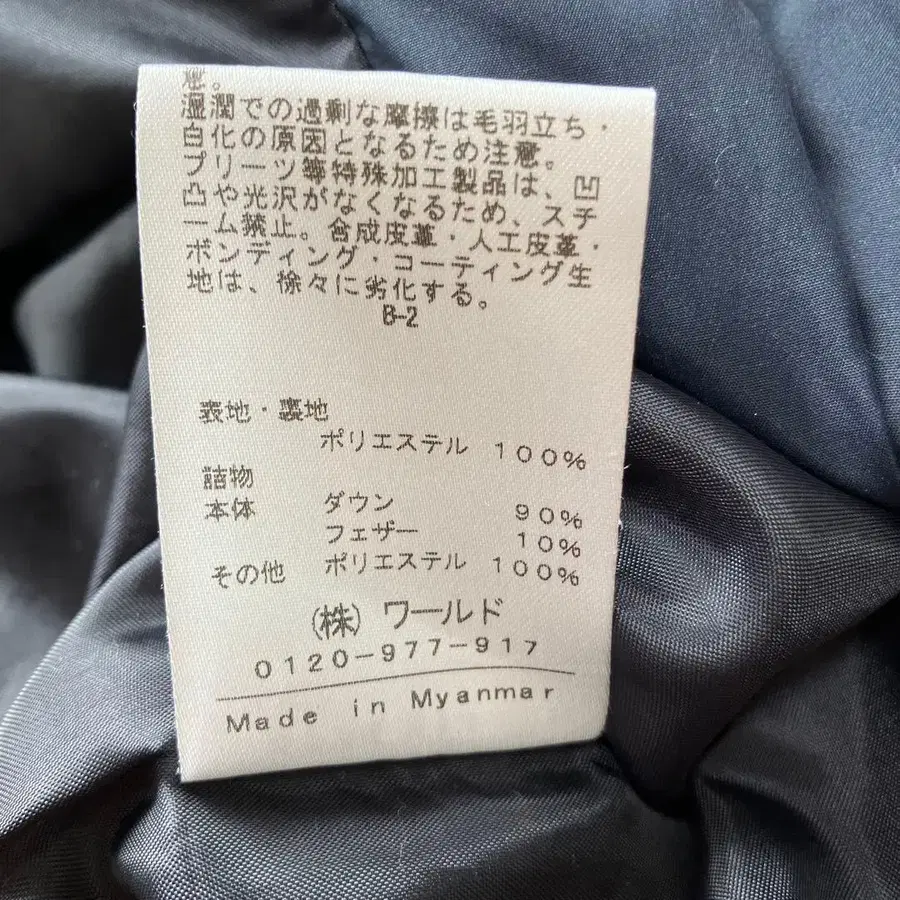 意。
湿潤での過剰な摩擦は毛羽立ち・
白化の原因となるため注意。
プリーツ等特殊加工製品は、凹
凸や光沢がなくなるため、スチ
ーム禁止。合成皮革・人工皮革・
ボンディング・コーティング生
地は、徐々に劣化する。
B-2
表地・裏地
ポリエステル 100%
詰物
本体 ダウン 90%
フェザー 10%
その他 ポリエステル 100%
(株) ワールド
0120-977-917
Made in Myanmar